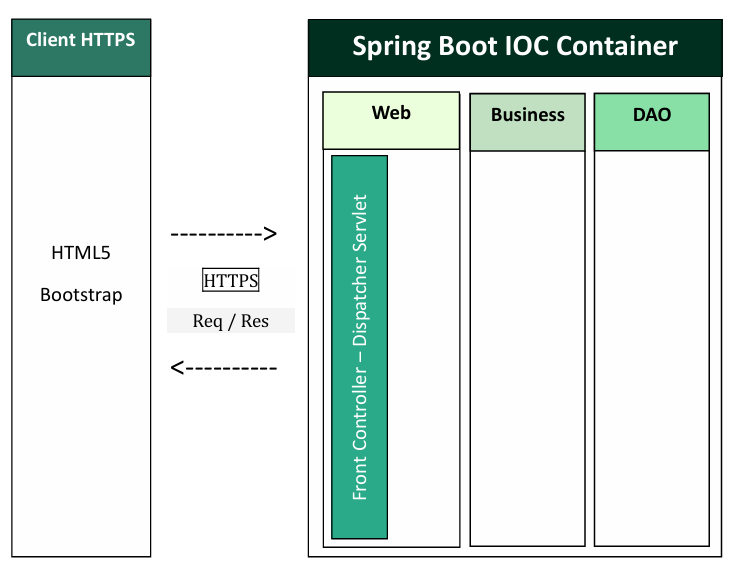 Client HTTPS
HTML5
Bootstrap
---------->
HTTPS
Req / Res
<----------
Spring Boot IOC Container
Web
Front Controller – Dispatcher Servlet
Business
DAO